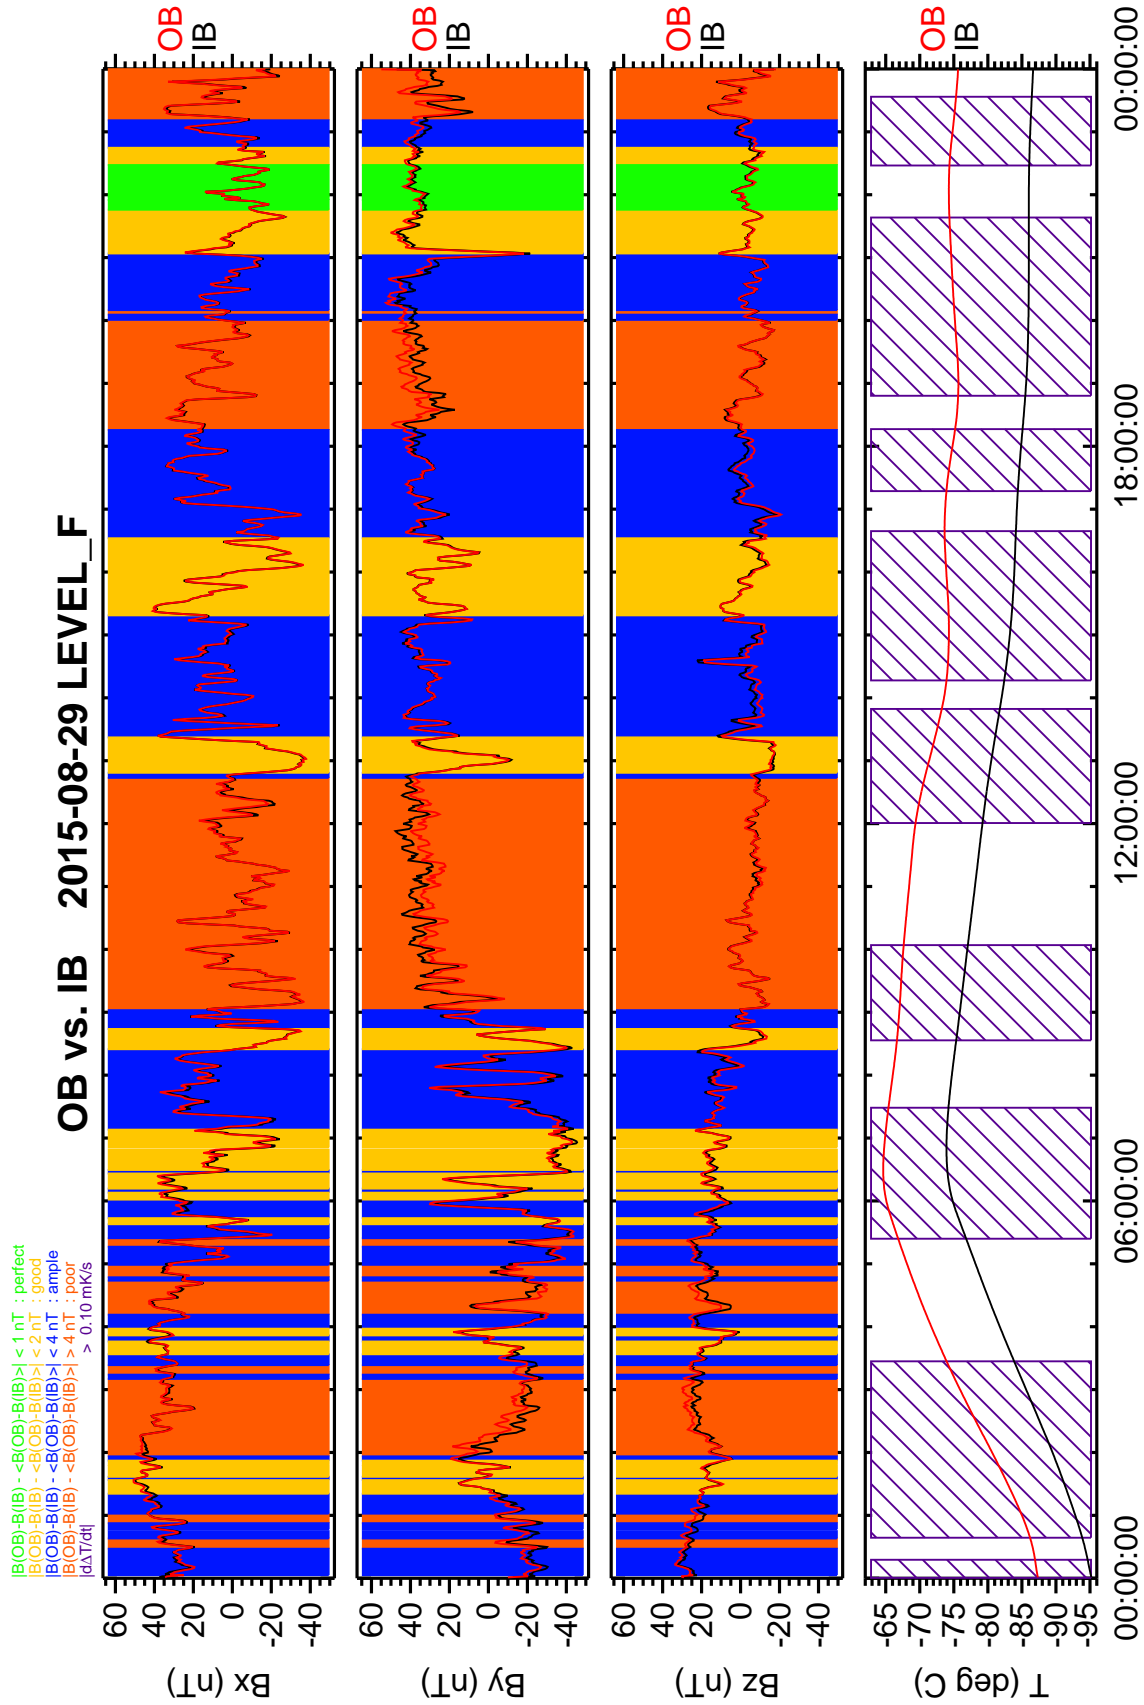 OB vs. IB 2015-08-29 LEVEL_F
|B(OB)-B(IB) - <B(OB)-B(IB)>| < 1 nT : perfect
|B(OB)-B(IB) - <B(OB)-B(IB)>| < 2 nT : good
|B(OB)-B(IB) - <B(OB)-B(IB)>| < 4 nT : ample
|B(OB)-B(IB) - <B(OB)-B(IB)>| > 4 nT : poor
|dΔT/dt| > 0.10 mK/s
Bx (nT)
60
40
20
0
-20
-40
OB
IB
By (nT)
60
40
20
0
-20
-40
OB
IB
Bz (nT)
60
40
20
0
-20
-40
OB
IB
T (deg C)
-65
-70
-75
-80
-85
-90
-95
OB
IB
00:00:00
06:00:00
12:00:00
18:00:00
00:00:00